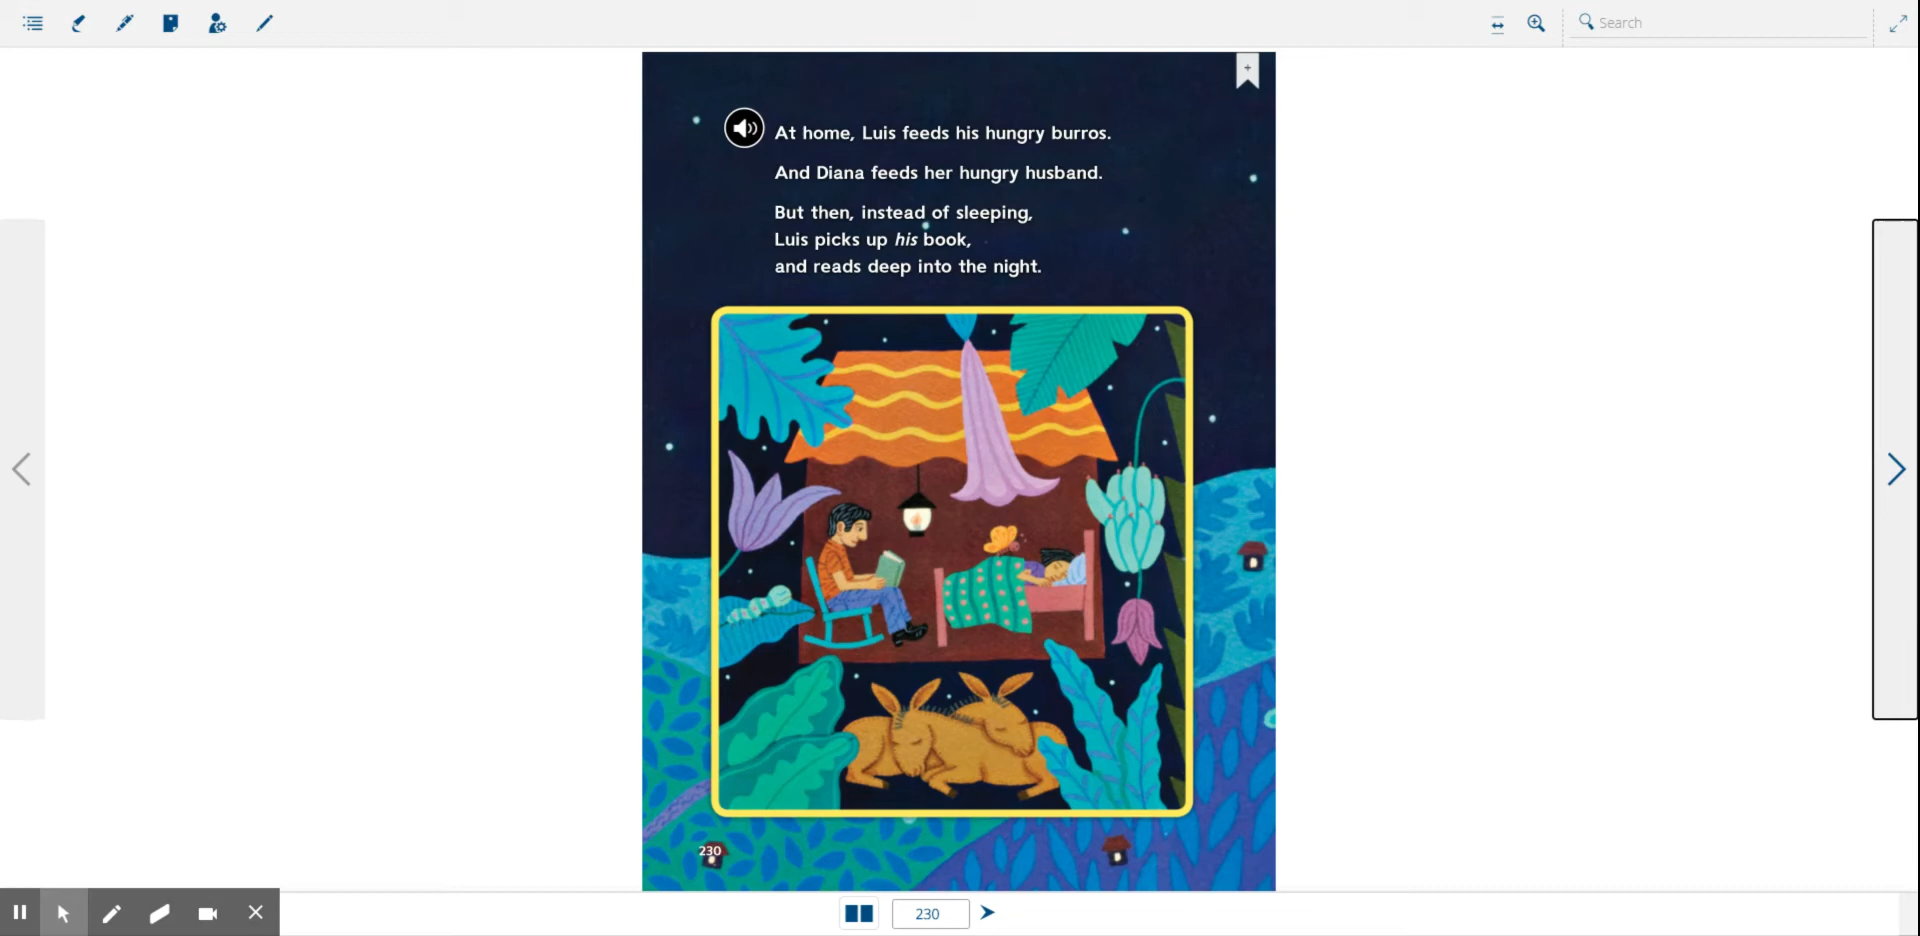 Search
At home, Luis feeds his hungry burros.
And Diana feeds her hungry husband.
But then, instead of sleeping,
Luis picks up his book,
and reads deep into the night.
230
230